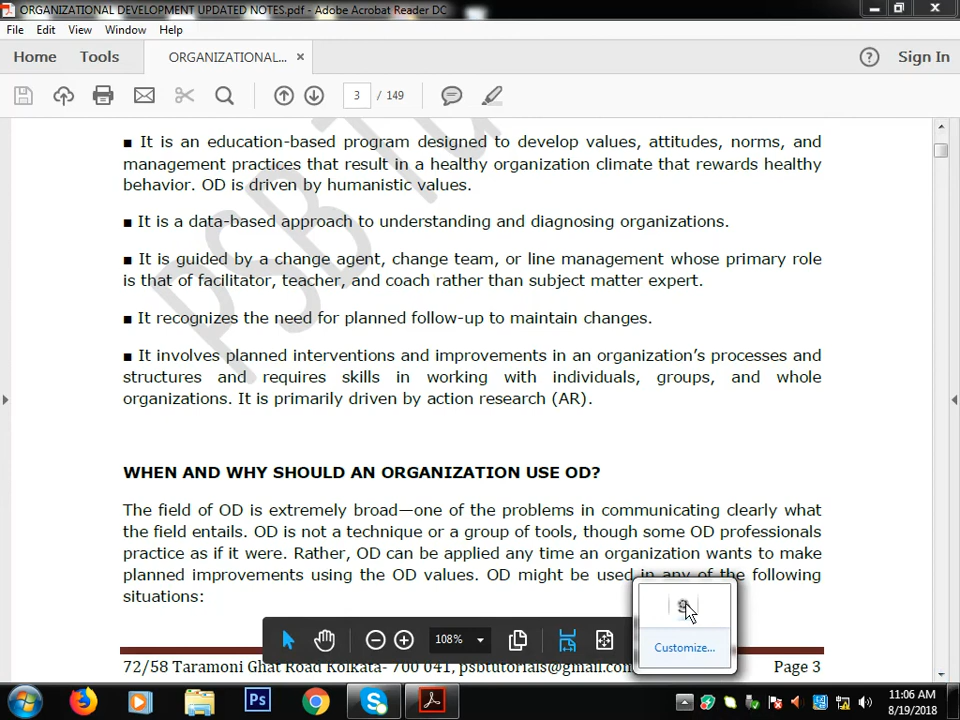 ORGANIZATIONAL DEVELOPMENT UPDATED NOTES.pdf - Adobe Acrobat Reader DC
File Edit View Window Help
Home Tools ORGANIZATIONAL... × Sign In
3 / 149
■ It is an education-based program designed to develop values, attitudes, norms, and
management practices that result in a healthy organization climate that rewards healthy
behavior. OD is driven by humanistic values.
■ It is a data-based approach to understanding and diagnosing organizations.
■ It is guided by a change agent, change team, or line management whose primary role
is that of facilitator, teacher, and coach rather than subject matter expert.
■ It recognizes the need for planned follow-up to maintain changes.
■ It involves planned interventions and improvements in an organization's processes and
structures and requires skills in working with individuals, groups, and whole
organizations. It is primarily driven by action research (AR).
WHEN AND WHY SHOULD AN ORGANIZATION USE OD?
The field of OD is extremely broad—one of the problems in communicating clearly what
the field entails. OD is not a technique or a group of tools, though some OD professionals
practice as if it were. Rather, OD can be applied any time an organization wants to make
planned improvements using the OD values. OD might be used in any of the following
situations:
108%
Customize...
72/58 Taramoni Ghat Road Kolkata- 700 041, psbtutorials@gmail.com Page 3
PSB
Ps
11:06 AM
8/19/2018